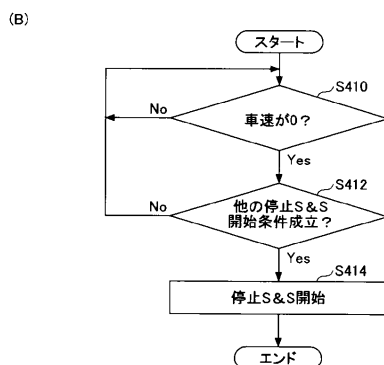 (B)
スタート
S410
車速が0?
No
Yes
S412
他の停止S&S
開始条件成立?
No
Yes
S414
停止S&S開始
エンド